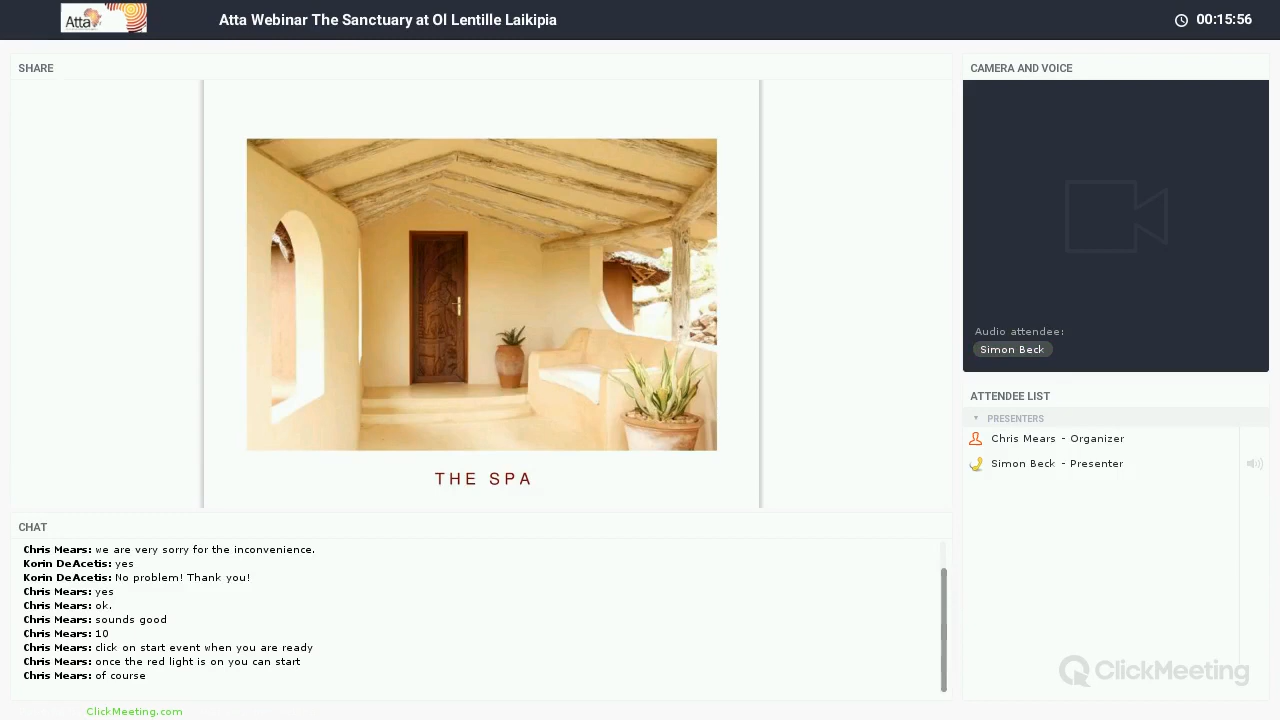 Atta
Atta Webinar The Sanctuary at Ol Lentille Laikipia
00:15:56
SHARE
THE SPA
CHAT
Chris Mears: we are very sorry for the inconvenience.
Korin DeAcetis: yes
Korin DeAcetis: No problem! Thank you!
Chris Mears: yes
Chris Mears: ok.
Chris Mears: sounds good
Chris Mears: 10
Chris Mears: click on start event when you are ready
Chris Mears: once the red light is on you can start
Chris Mears: of course
ClickMeeting.com
CAMERA AND VOICE
Audio attendee:
Simon Beck
ATTENDEE LIST
PRESENTERS
Chris Mears - Organizer
Simon Beck - Presenter
ClickMeeting